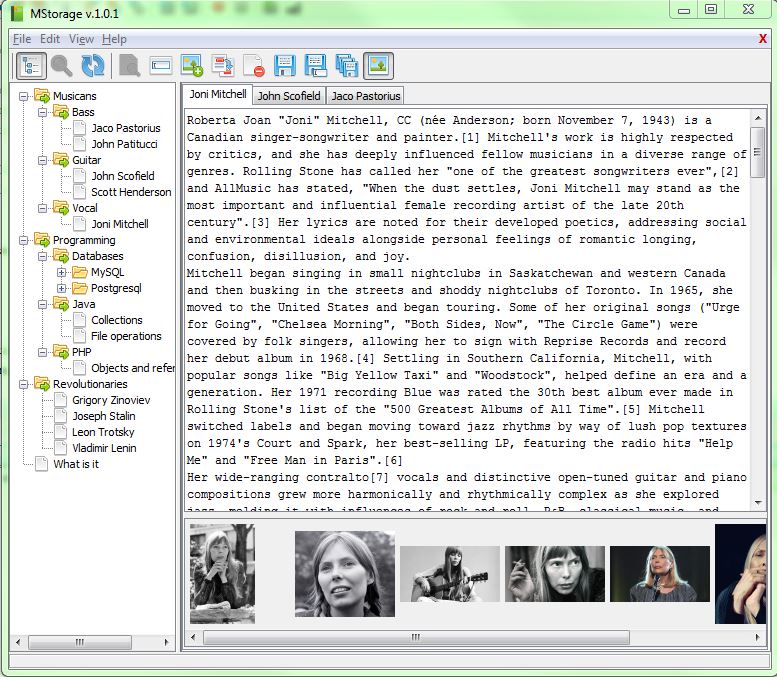 MStorage v.1.0.1
File Edit View Help X
Musicans
Bass
Jaco Pastorius
John Patitucci
Guitar
John Scofield
Scott Henderson
Vocal
Joni Mitchell
Programming
Databases
MySQL
Postgresql
Java
Collections
File operations
PHP
Objects and refer
Revolutionaries
Grigory Zinoviev
Joseph Stalin
Leon Trotsky
Vladimir Lenin
What is it
Joni Mitchell John Scofield Jaco Pastorius
Roberta Joan "Joni" Mitchell, CC (née Anderson; born November 7, 1943) is a
Canadian singer-songwriter and painter.[1] Mitchell's work is highly respected
by critics, and she has deeply influenced fellow musicians in a diverse range of
genres. Rolling Stone has called her "one of the greatest songwriters ever",[2]
and AllMusic has stated, "When the dust settles, Joni Mitchell may stand as the
most important and influential female recording artist of the late 20th
century".[3] Her lyrics are noted for their developed poetics, addressing social
and environmental ideals alongside personal feelings of romantic longing,
confusion, disillusion, and joy.
Mitchell began singing in small nightclubs in Saskatchewan and western Canada
and then busking in the streets and shoddy nightclubs of Toronto. In 1965, she
moved to the United States and began touring. Some of her original songs ("Urge
for Going", "Chelsea Morning", "Both Sides, Now", "The Circle Game") were
covered by folk singers, allowing her to sign with Reprise Records and record
her debut album in 1968.[4] Settling in Southern California, Mitchell, with
popular songs like "Big Yellow Taxi" and "Woodstock", helped define an era and a
generation. Her 1971 recording Blue was rated the 30th best album ever made in
Rolling Stone's list of the "500 Greatest Albums of All Time".[5] Mitchell
switched labels and began moving toward jazz rhythms by way of lush pop textures
on 1974's Court and Spark, her best-selling LP, featuring the radio hits "Help
Me" and "Free Man in Paris".[6]
Her wide-ranging contralto[7] vocals and distinctive open-tuned guitar and piano
compositions grew more harmonically and rhythmically complex as she explored
jazz, melding it with influences of rock and roll, R&B, classical music, and